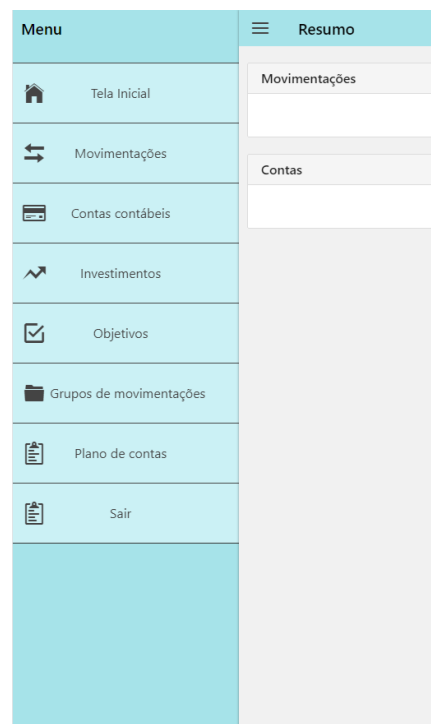 Menu
Tela Inicial
Movimentações
Contas contábeis
Investimentos
Objetivos
Grupos de movimentações
Plano de contas
Sair
Resumo
Movimentações
Contas